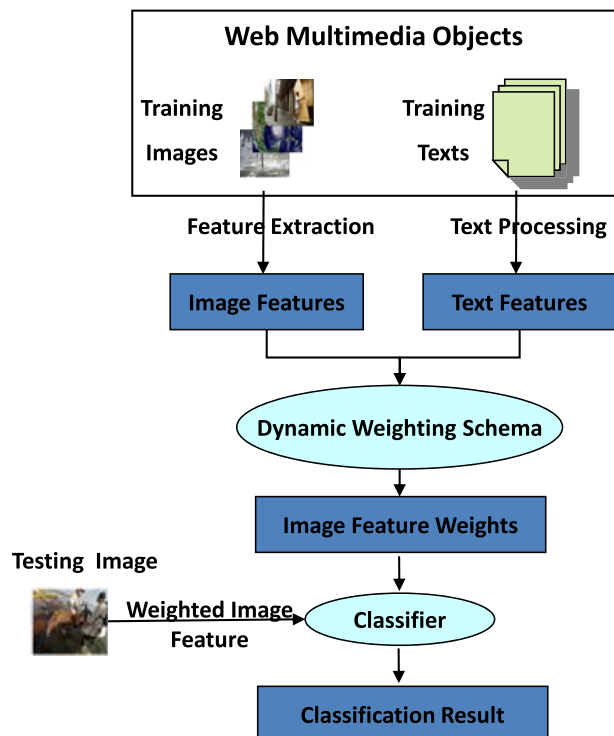 Web Multimedia Objects
Training
Images
Training
Texts
Feature Extraction
Text Processing
Image Features
Text Features
Dynamic Weighting Schema
Image Feature Weights
Testing Image
Weighted Image
Feature
Classifier
Classification Result